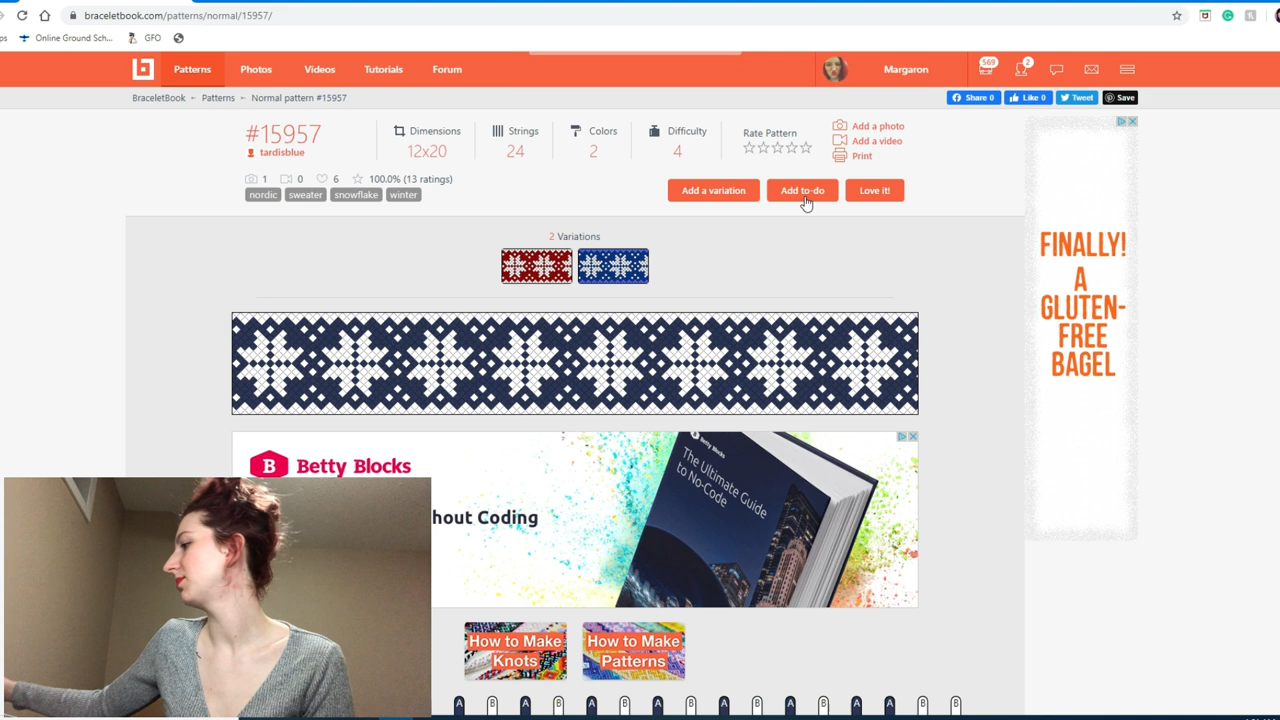 braceletbook.com/patterns/normal/15957/
ps Online Ground Sch... GFO
Patterns Photos Videos Tutorials Forum Margaron 569 2
BraceletBook ← Patterns ← Normal pattern #15957 Share 0 Like 0 Tweet Save
#15957
tardisblue
Dimensions
12x20
Strings
24
Colors
2
Difficulty
4
Rate Pattern
Add a photo
Add a video
Print
1 0 6 100.0% (13 ratings)
nordic sweater snowflake winter
Add a variation Add to-do Love it!
2 Variations
FINALLY!
A
GLUTEN-
FREE
BAGEL
B Betty Blocks
hout Coding
Betty Blocks
The Ultimate Guide
to No-Code
How to Make
Knots
How to Make
Patterns
A B A B A B A B A B A B A A B B